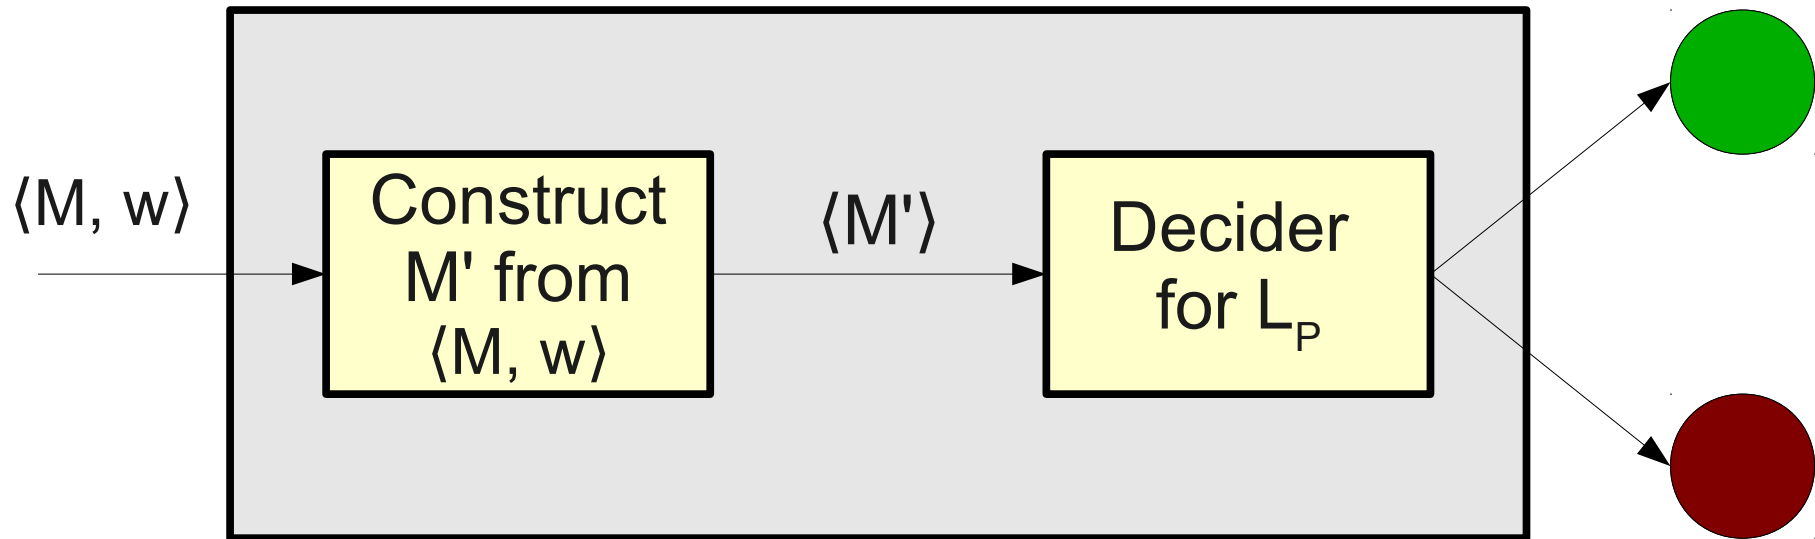 ⟨M, w⟩
Construct
M' from
⟨M, w⟩
⟨M'⟩
Decider
for L_P